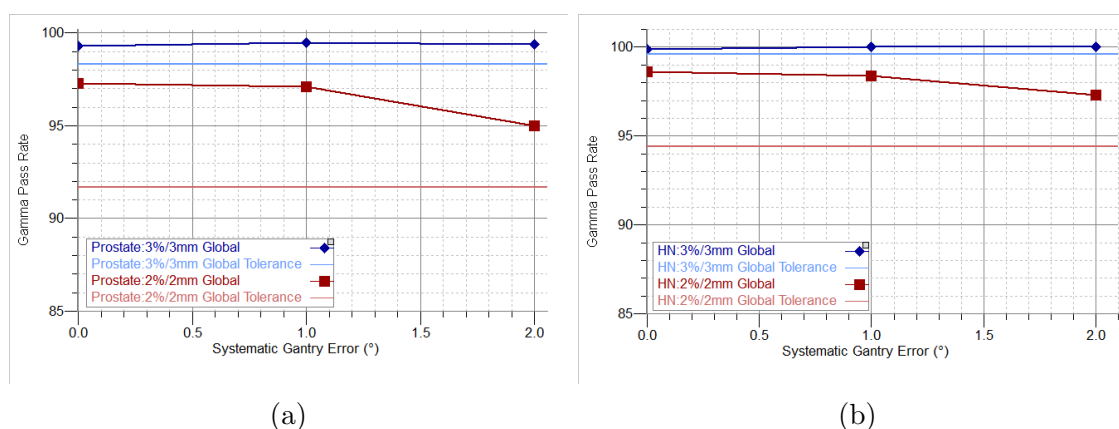 100
95
90
85
Gamma Pass Rate
Prostate:3%/3mm Global
Prostate:3%/3mm Global Tolerance
Prostate:2%/2mm Global
Prostate:2%/2mm Global Tolerance
0.0 0.5 1.0 1.5 2.0
Systematic Gantry Error (°)
(a)
100
95
90
85
Gamma Pass Rate
HN:3%/3mm Global
HN:3%/3mm Global Tolerance
HN:2%/2mm Global
HN:2%/2mm Global Tolerance
0.0 0.5 1.0 1.5 2.0
Systematic Gantry Error (°)
(b)